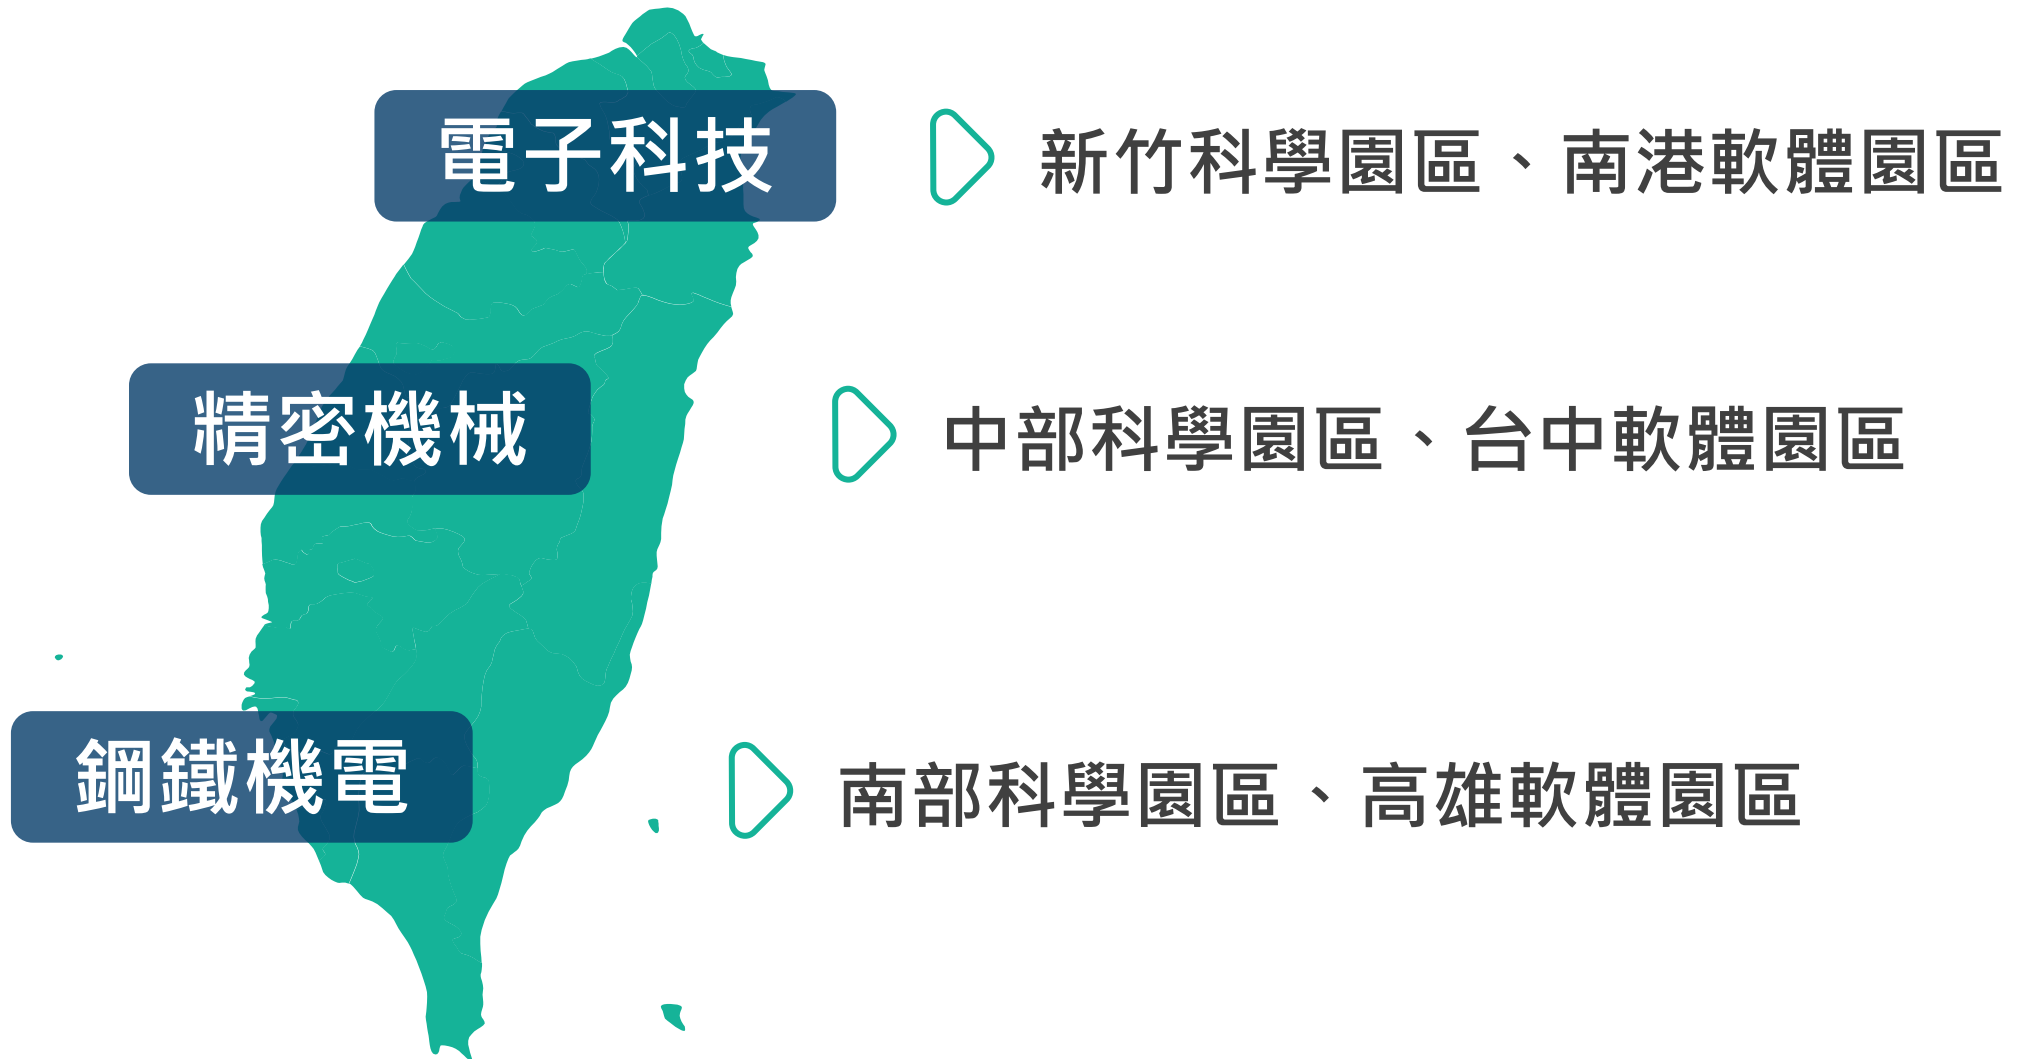 電子科技
新竹科學園區、南港軟體園區
精密機械
中部科學園區、台中軟體園區
鋼鐵機電
南部科學園區、高雄軟體園區